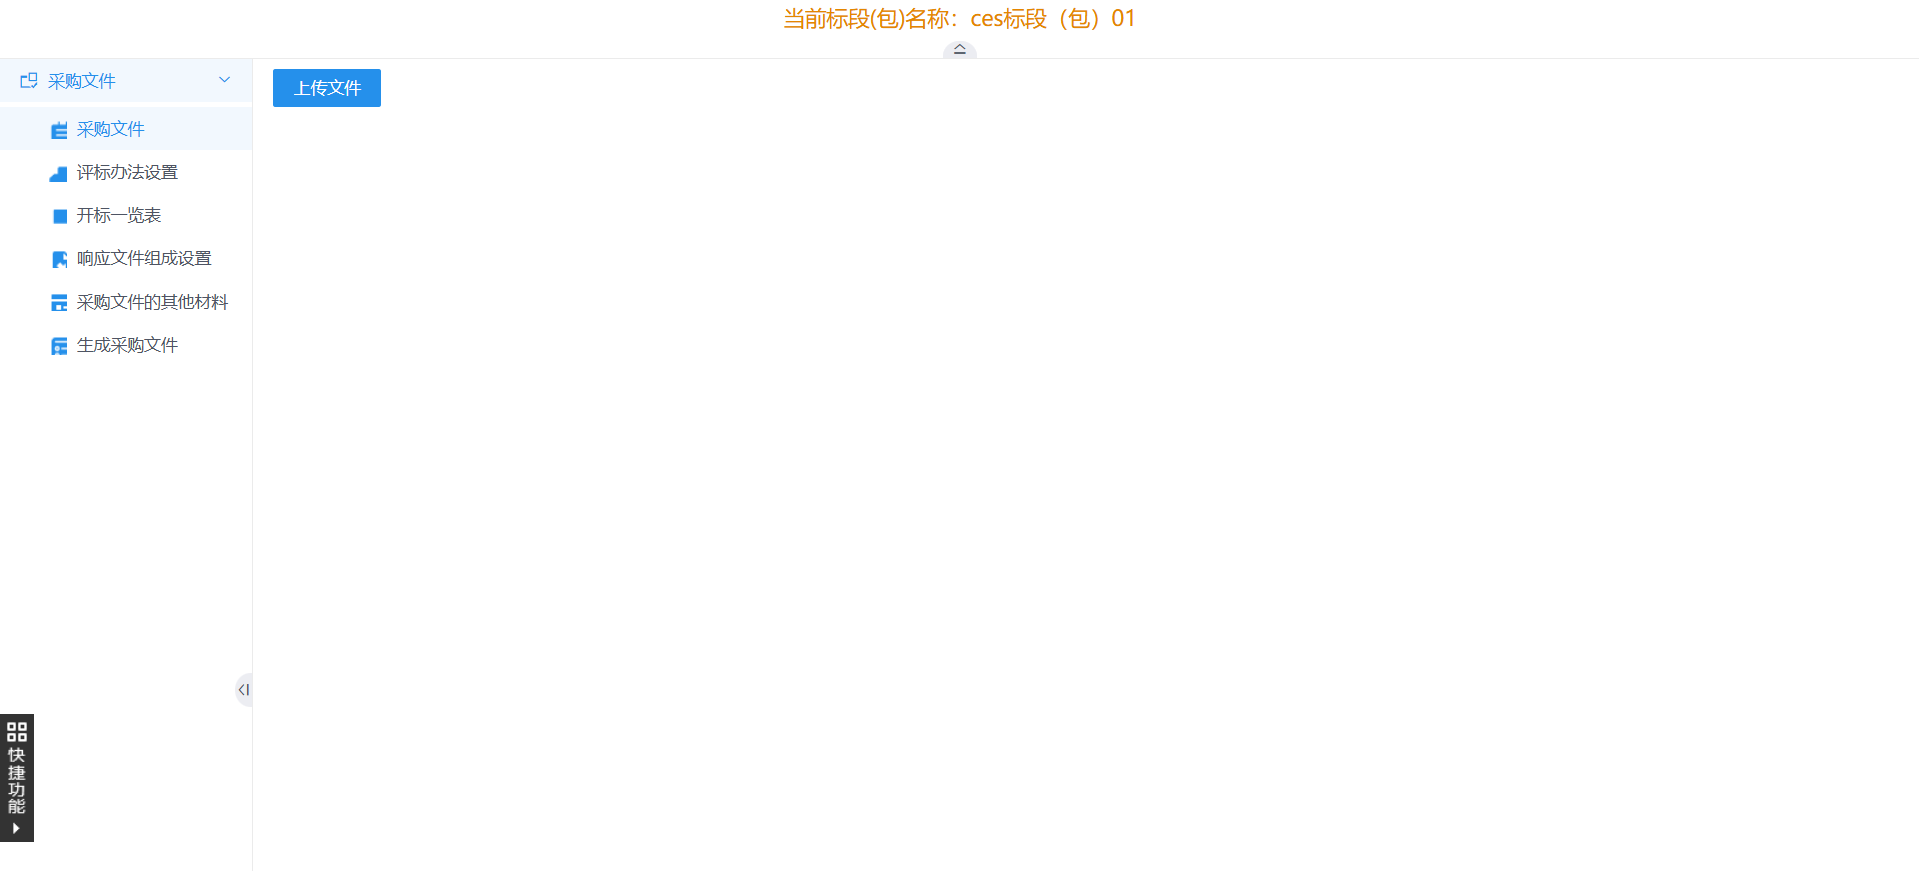 当前标段(包)名称：ces标段（包）01
采购文件
上传文件
采购文件
评标办法设置
开标一览表
响应文件组成设置
采购文件的其他材料
生成采购文件
快捷功能